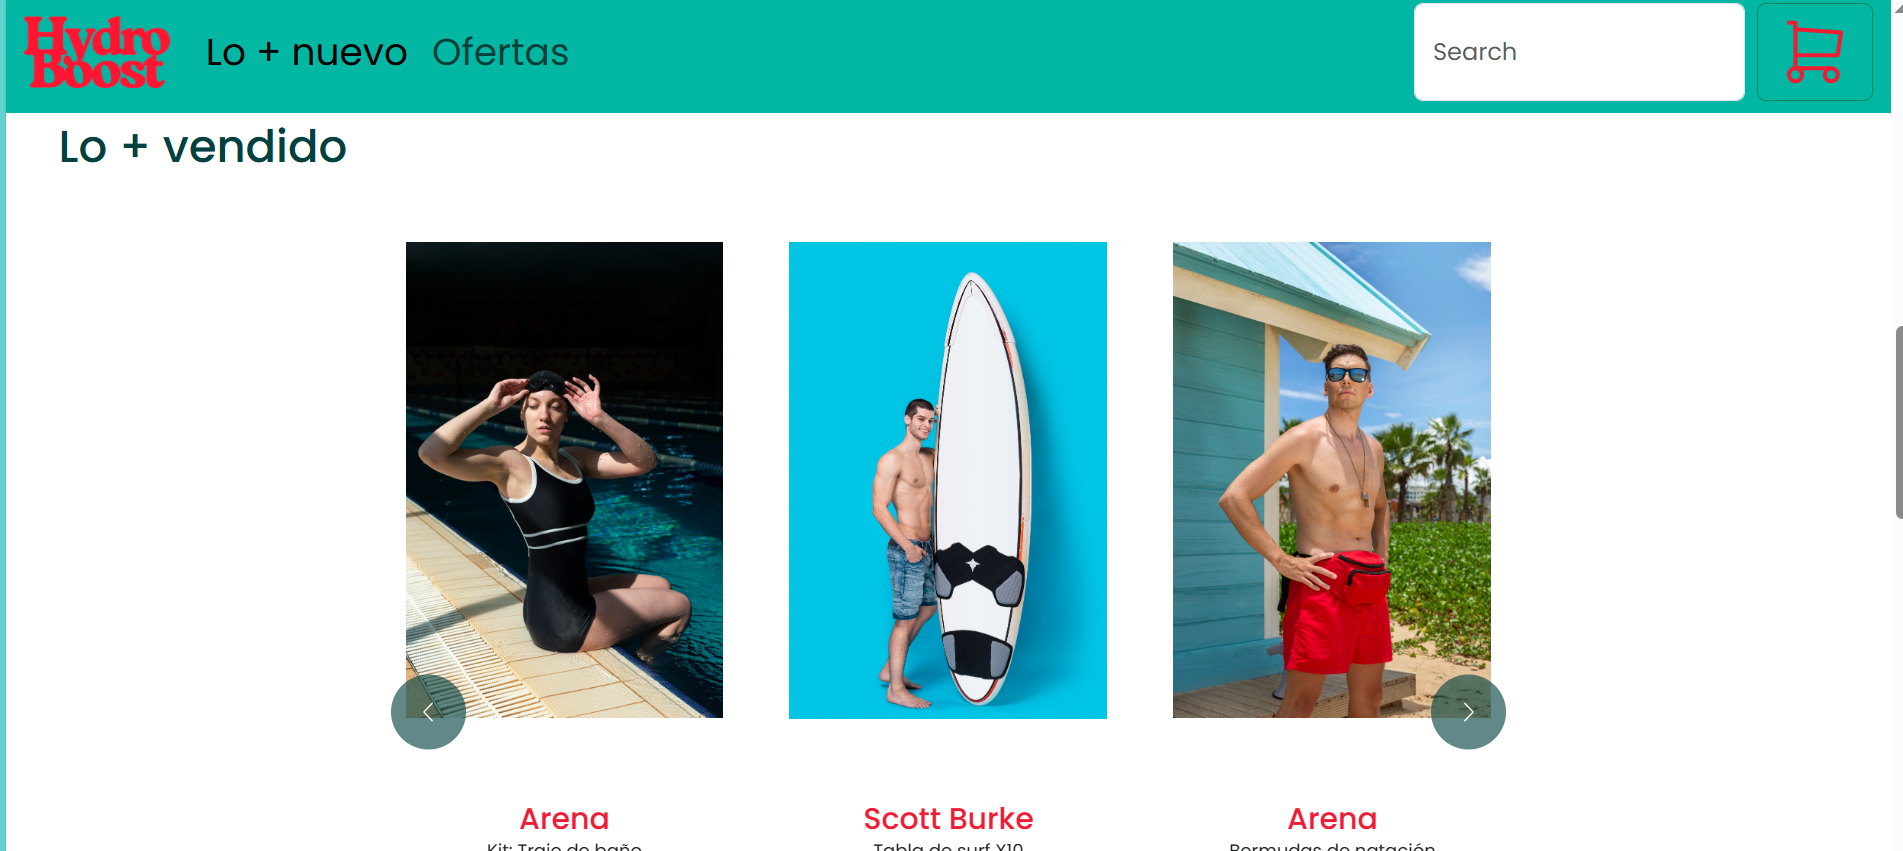 Hydro
Boost
Lo + nuevo
Ofertas
Search
Lo + vendido
Arena
Scott Burke
Arena
Kit: Traje de baño
Tabla de surf X10
Bermudas de natación